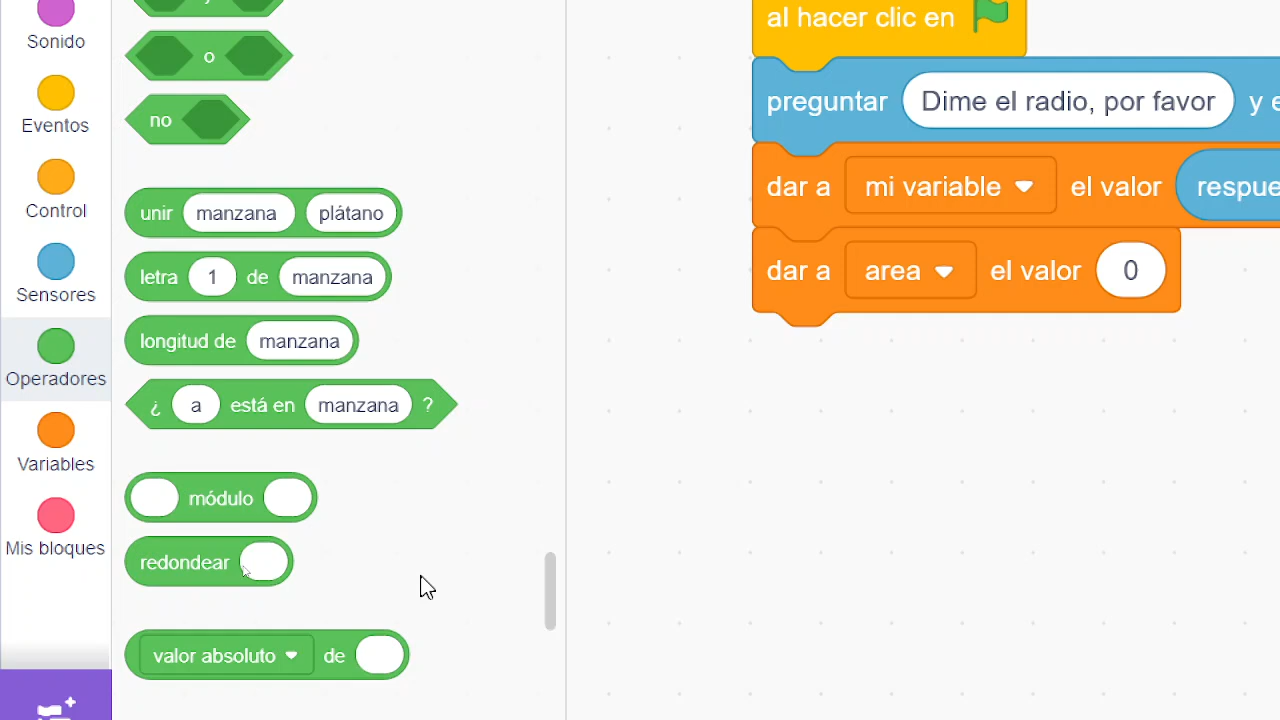 Sonido
Eventos
Control
Sensores
Operadores
Variables
Mis bloques
o
no
unir manzana plátano
letra 1 de manzana
longitud de manzana
¿ a está en manzana ?
módulo
redondear
valor absoluto de
al hacer clic en
preguntar Dime el radio, por favor y e
dar a mi variable el valor respue
dar a area el valor 0